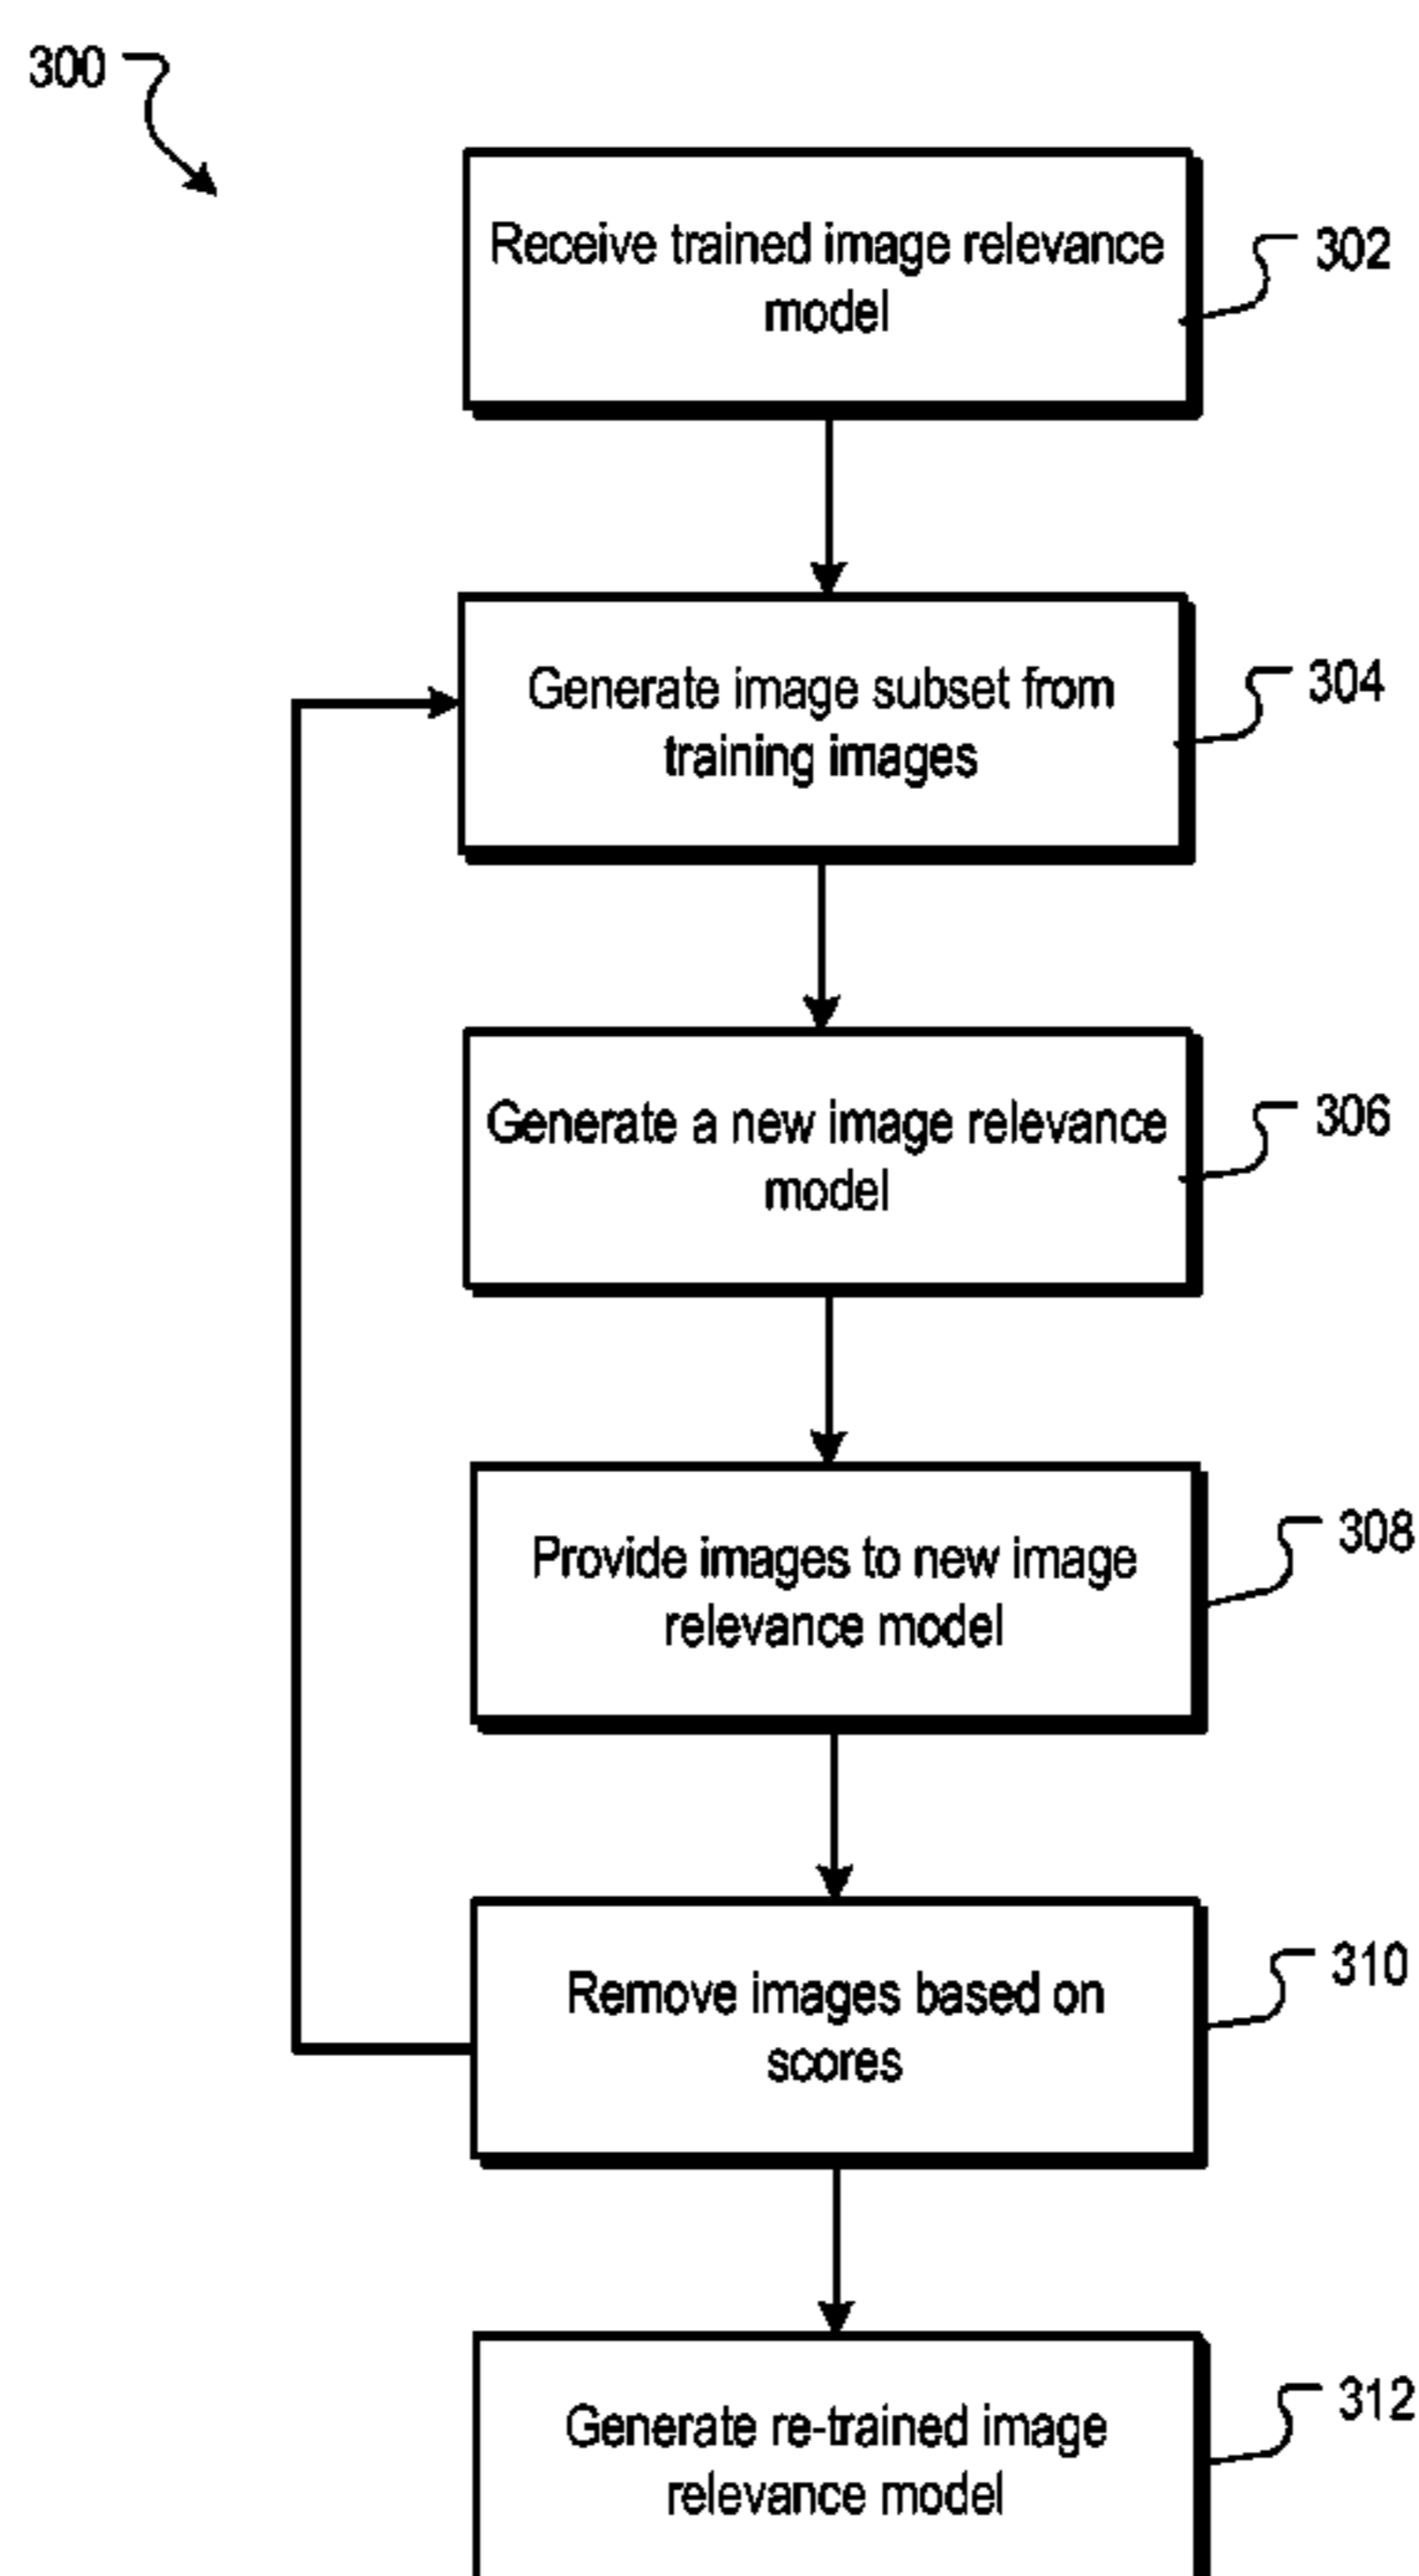 300
Receive trained image relevance
model
302
Generate image subset from
training images
304
Generate a new image relevance
model
306
Provide images to new image
relevance model
308
Remove images based on
scores
310
Generate re-trained image
relevance model
312